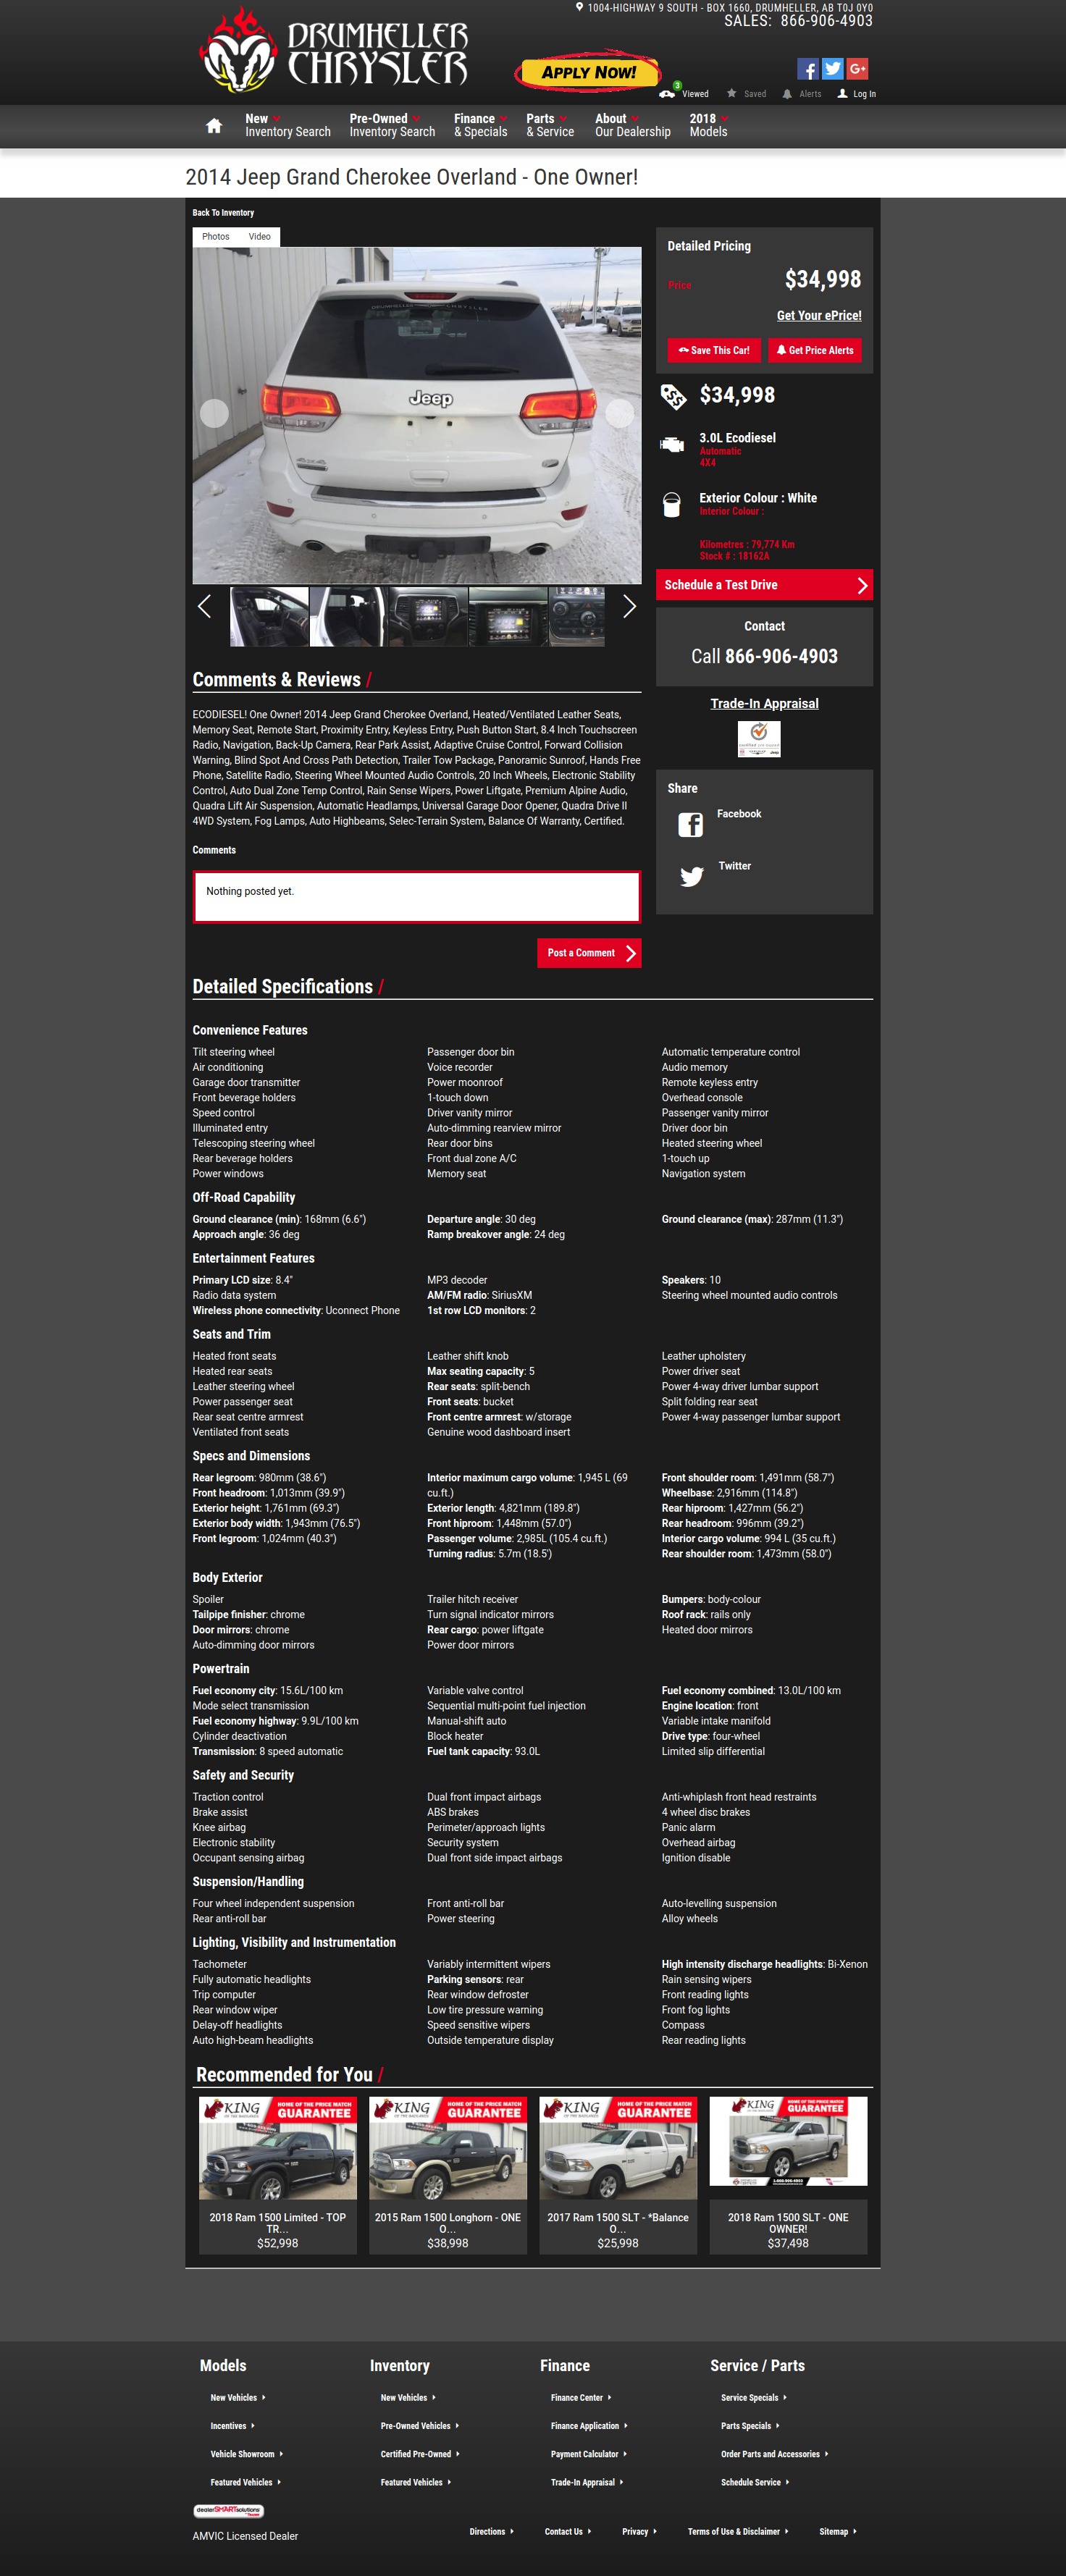 1004-HIGHWAY 9 SOUTH - BOX 1660, DRUMHELLER, AB T0J 0Y0
SALES: 866-906-4903
DRUMHELLER
CHRYSLER
APPLY NOW!
3
Viewed
Saved
Alerts
Log In
New
Inventory Search
Pre-Owned
Inventory Search
Finance
& Specials
Parts
& Service
About
Our Dealership
2018
Models
2014 Jeep Grand Cherokee Overland - One Owner!
Back To Inventory
Photos Video
Jeep
4x4
Detailed Pricing
Price $34,998
Get Your ePrice!
Save This Car!
Get Price Alerts
$34,998
3.0L Ecodiesel
Automatic
4X4
Exterior Colour : White
Interior Colour :
Kilometres : 79,774 Km
Stock # : 18162A
Schedule a Test Drive
Contact
Call 866-906-4903
Trade-In Appraisal
Share
Facebook
Twitter
Comments & Reviews /
ECODIESEL! One Owner! 2014 Jeep Grand Cherokee Overland, Heated/Ventilated Leather Seats,
Memory Seat, Remote Start, Proximity Entry, Keyless Entry, Push Button Start, 8.4 Inch Touchscreen
Radio, Navigation, Back-Up Camera, Rear Park Assist, Adaptive Cruise Control, Forward Collision
Warning, Blind Spot And Cross Path Detection, Trailer Tow Package, Panoramic Sunroof, Hands Free
Phone, Satellite Radio, Steering Wheel Mounted Audio Controls, 20 Inch Wheels, Electronic Stability
Control, Auto Dual Zone Temp Control, Rain Sense Wipers, Power Liftgate, Premium Alpine Audio,
Quadra Lift Air Suspension, Automatic Headlamps, Universal Garage Door Opener, Quadra Drive II
4WD System, Fog Lamps, Auto Highbeams, Selec-Terrain System, Balance Of Warranty, Certified.
Comments
Nothing posted yet.
Post a Comment
Detailed Specifications /
Convenience Features
Tilt steering wheel Passenger door bin Automatic temperature control
Air conditioning Voice recorder Audio memory
Garage door transmitter Power moonroof Remote keyless entry
Front beverage holders 1-touch down Overhead console
Speed control Driver vanity mirror Passenger vanity mirror
Illuminated entry Auto-dimming rearview mirror Driver door bin
Telescoping steering wheel Rear door bins Heated steering wheel
Rear beverage holders Front dual zone A/C 1-touch up
Power windows Memory seat Navigation system
Off-Road Capability
Ground clearance (min): 168mm (6.6") Departure angle: 30 deg Ground clearance (max): 287mm (11.3")
Approach angle: 36 deg Ramp breakover angle: 24 deg
Entertainment Features
Primary LCD size: 8.4" MP3 decoder Speakers: 10
Radio data system AM/FM radio: SiriusXM Steering wheel mounted audio controls
Wireless phone connectivity: Uconnect Phone 1st row LCD monitors: 2
Seats and Trim
Heated front seats Leather shift knob Leather upholstery
Heated rear seats Max seating capacity: 5 Power driver seat
Leather steering wheel Rear seats: split-bench Power 4-way driver lumbar support
Power passenger seat Front seats: bucket Split folding rear seat
Rear seat centre armrest Front centre armrest: w/storage Power 4-way passenger lumbar support
Ventilated front seats Genuine wood dashboard insert
Specs and Dimensions
Rear legroom: 980mm (38.6") Interior maximum cargo volume: 1,945 L (69 Front shoulder room: 1,491mm (58.7")
Front headroom: 1,013mm (39.9") cu.ft.) Wheelbase: 2,916mm (114.8")
Exterior height: 1,761mm (69.3") Exterior length: 4,821mm (189.8") Rear hiproom: 1,427mm (56.2")
Exterior body width: 1,943mm (76.5") Front hiproom: 1,448mm (57.0") Rear headroom: 996mm (39.2")
Front legroom: 1,024mm (40.3") Passenger volume: 2,985L (105.4 cu.ft.) Interior cargo volume: 994 L (35 cu.ft.)
Turning radius: 5.7m (18.5') Rear shoulder room: 1,473mm (58.0")
Body Exterior
Spoiler Trailer hitch receiver Bumpers: body-colour
Tailpipe finisher: chrome Turn signal indicator mirrors Roof rack: rails only
Door mirrors: chrome Rear cargo: power liftgate Heated door mirrors
Auto-dimming door mirrors Power door mirrors
Powertrain
Fuel economy city: 15.6L/100 km Variable valve control Fuel economy combined: 13.0L/100 km
Mode select transmission Sequential multi-point fuel injection Engine location: front
Fuel economy highway: 9.9L/100 km Manual-shift auto Variable intake manifold
Cylinder deactivation Block heater Drive type: four-wheel
Transmission: 8 speed automatic Fuel tank capacity: 93.0L Limited slip differential
Safety and Security
Traction control Dual front impact airbags Anti-whiplash front head restraints
Brake assist ABS brakes 4 wheel disc brakes
Knee airbag Perimeter/approach lights Panic alarm
Electronic stability Security system Overhead airbag
Occupant sensing airbag Dual front side impact airbags Ignition disable
Suspension/Handling
Four wheel independent suspension Front anti-roll bar Auto-levelling suspension
Rear anti-roll bar Power steering Alloy wheels
Lighting, Visibility and Instrumentation
Tachometer Variably intermittent wipers High intensity discharge headlights: Bi-Xenon
Fully automatic headlights Parking sensors: rear Rain sensing wipers
Trip computer Rear window defroster Front reading lights
Rear window wiper Low tire pressure warning Front fog lights
Delay-off headlights Speed sensitive wipers Compass
Auto high-beam headlights Outside temperature display Rear reading lights
Recommended for You /
KING HOME OF THE PRICE MATCH GUARANTEE
KING HOME OF THE PRICE MATCH GUARANTEE
KING HOME OF THE PRICE MATCH GUARANTEE
KING HOME OF THE PRICE MATCH GUARANTEE
2018 Ram 1500 Limited - TOP TR...
$52,998
2015 Ram 1500 Longhorn - ONE O...
$38,998
2017 Ram 1500 SLT - *Balance O...
$25,998
2018 Ram 1500 SLT - ONE OWNER!
$37,498
Models Inventory Finance Service / Parts
New Vehicles New Vehicles Finance Center Service Specials
Incentives Pre-Owned Vehicles Finance Application Parts Specials
Vehicle Showroom Certified Pre-Owned Payment Calculator Order Parts and Accessories
Featured Vehicles Featured Vehicles Trade-In Appraisal Schedule Service
dealerSMARTsolutions
AMVIC Licensed Dealer
Directions Contact Us Privacy Terms of Use & Disclaimer Sitemap